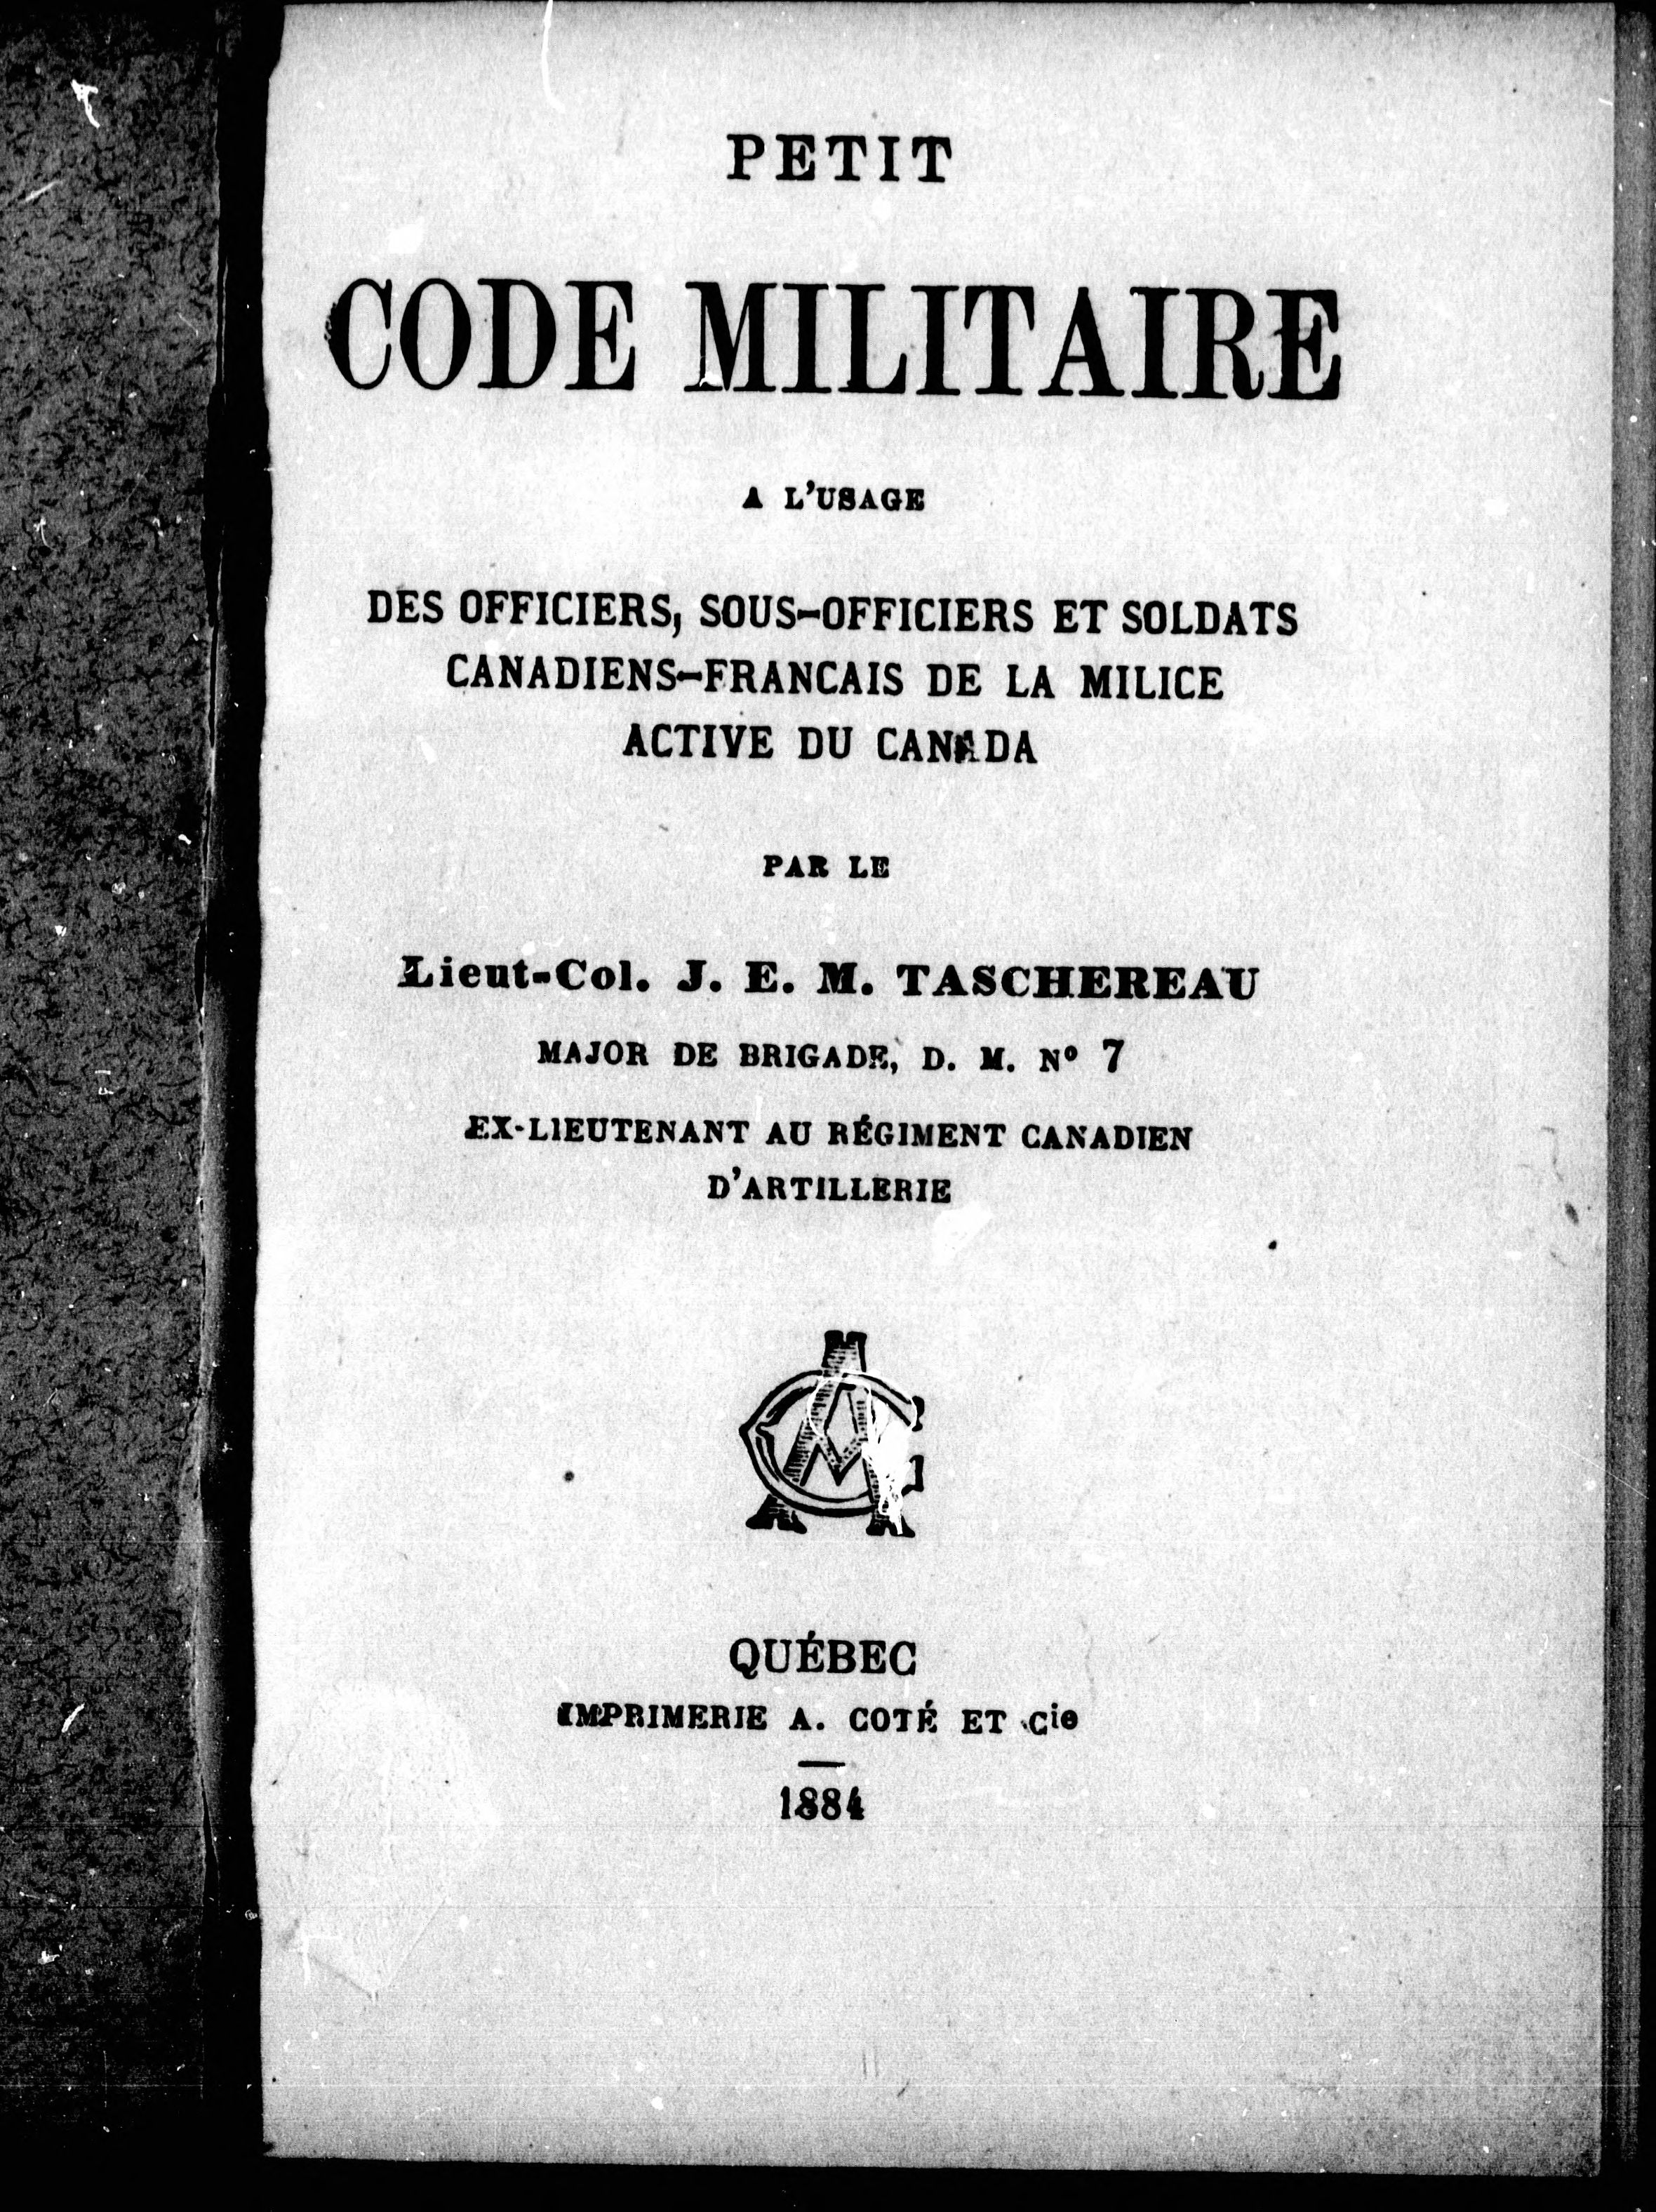 PETIT
CODE MILITAIRE
A L'USAGE
DES OFFICIERS, SOUS-OFFICIERS ET SOLDATS
CANADIENS-FRANCAIS DE LA MILICE
ACTIVE DU CANADA
PAR LE
Lieut-Col. J. E. M. TASCHEREAU
MAJOR DE BRIGADE, D. M. Nº 7
EX-LIEUTENANT AU RÉGIMENT CANADIEN
D'ARTILLERIE
QUÉBEC
IMPRIMERIE A. COTÉ ET Cie
1884